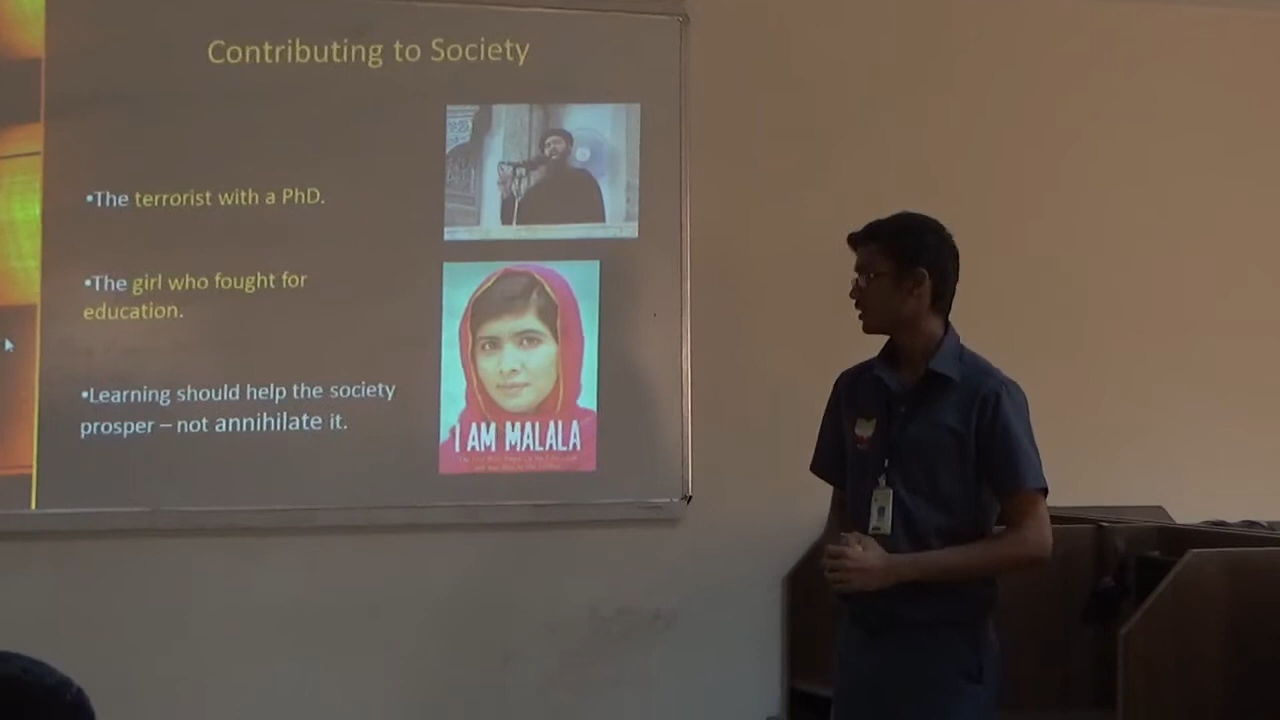 Contributing to Society
•The terrorist with a PhD.
•The girl who fought for
education.
•Learning should help the society
prosper – not annihilate it.
I AM MALALA